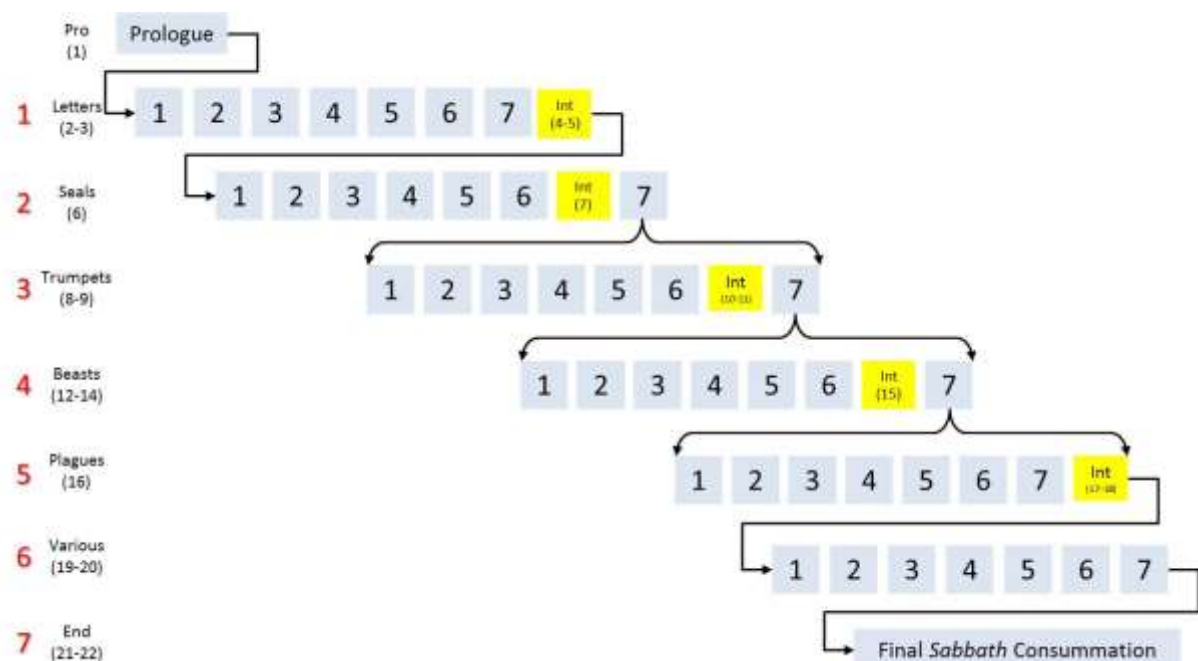 Pro
(1)
Prologue
1 Letters
(2-3)
1 2 3 4 5 6 7 Int
(4-5)
2 Seals
(6)
1 2 3 4 5 6 Int
(7)
7
3 Trumpets
(8-9)
1 2 3 4 5 6 Int
(10-11)
7
4 Beasts
(12-14)
1 2 3 4 5 6 Int
(15)
7
5 Plagues
(16)
1 2 3 4 5 6 7 Int
(17-18)
6 Various
(19-20)
1 2 3 4 5 6 7
7 End
(21-22)
Final Sabbath Consummation